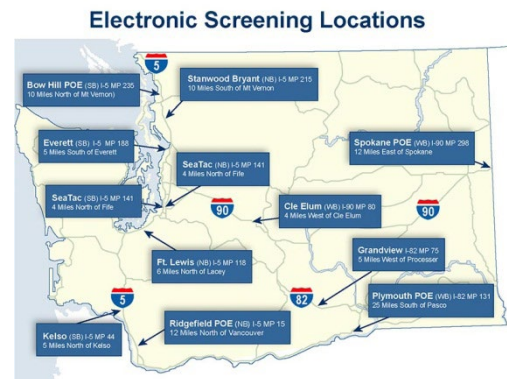 Electronic Screening Locations
5
Bow Hill POE (SB) I-5 MP 235
10 Miles North of Mt Vernon)
Stanwood Bryant (NB) I-5 MP 215
10 Miles South of Mt Vernon
Everett (SB) I-5 MP 188
5 Miles South of Everett
SeaTac (NB) I-5 MP 141
4 Miles North of Fife
Spokane POE (WB) I-90 MP 298
12 Miles East of Spokane
SeaTac (SB) I-5 MP 141
4 Miles North of Fife
90
Cle Elum (WB) I-90 MP 80
4 Miles West of Cle Elum
90
Ft. Lewis (NB) I-5 MP 118
6 Miles North of Lacey
Grandview I-82 MP 75
5 Miles West of Processer
5
82
Plymouth POE (WB) I-82 MP 131
25 Miles South of Pasco
Kelso (SB) I-5 MP 44
5 Miles North of Kelso
Ridgefield POE (NB) I-5 MP 15
12 Miles North of Vancouver